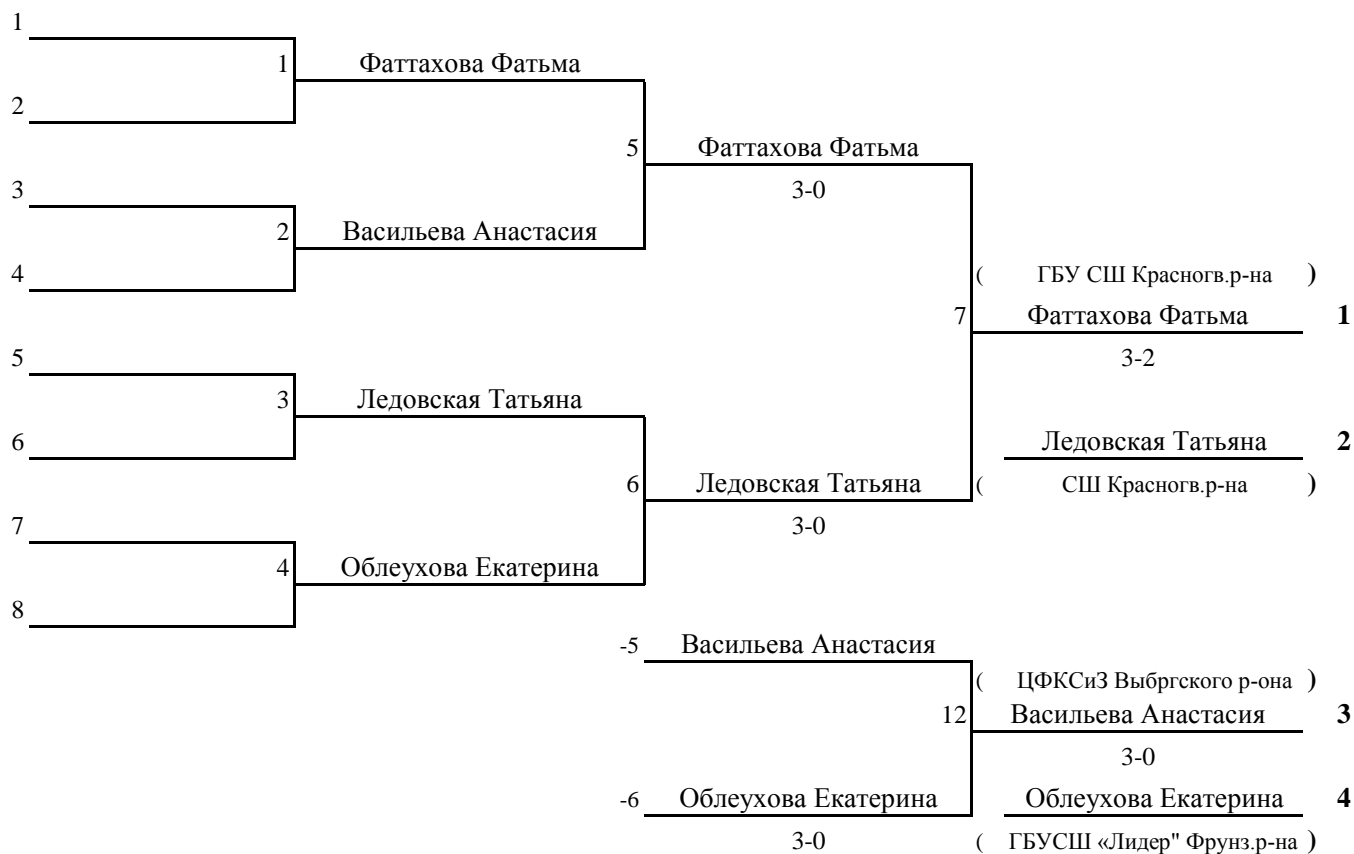 1
1 Фаттахова Фатьма
2
5 Фаттахова Фатьма
3 3-0
2 Васильева Анастасия
4 ( ГБУ СШ Красногв.р-на )
7 Фаттахова Фатьма 1
5 3-2
3 Ледовская Татьяна
6 Ледовская Татьяна 2
6 Ледовская Татьяна ( СШ Красногв.р-на )
7 3-0
4 Облеухова Екатерина
8
-5 Васильева Анастасия
( ЦФКСиЗ Выбргского р-она )
12 Васильева Анастасия 3
3-0
-6 Облеухова Екатерина Облеухова Екатерина 4
3-0 ( ГБУСШ «Лидер" Фрунз.р-на )